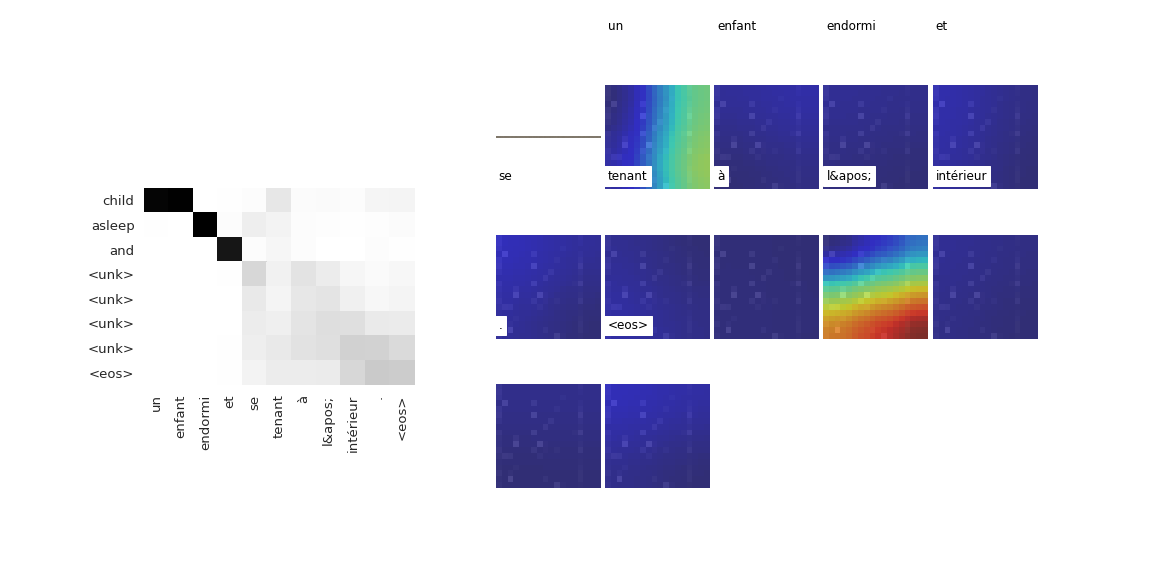 un enfant endormi et
se tenant à l&apos; intérieur
. <eos>
child
asleep
and
<unk>
<unk>
<unk>
<unk>
<eos>
un
enfant
endormi
et
se
tenant
à
l&apos;
intérieur
.
<eos>